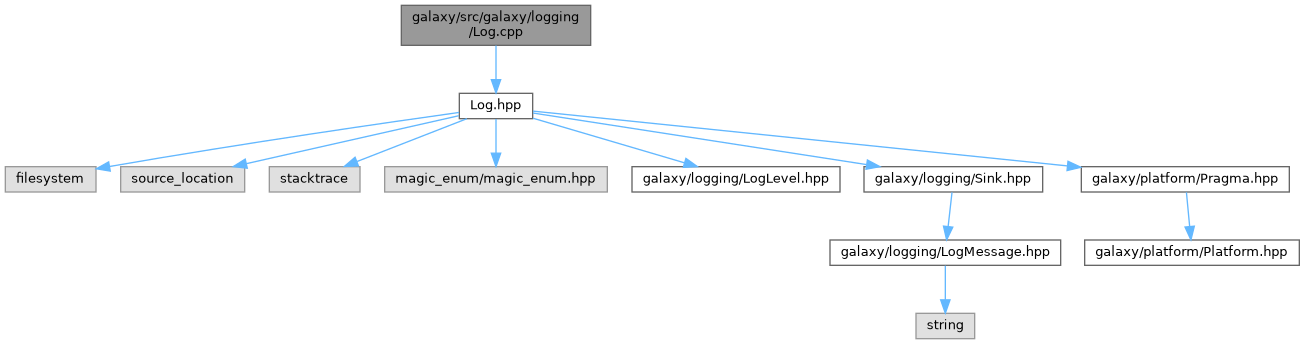 galaxy/src/galaxy/logging
/Log.cpp
Log.hpp
filesystem
source_location
stacktrace
magic_enum/magic_enum.hpp
galaxy/logging/LogLevel.hpp
galaxy/logging/Sink.hpp
galaxy/platform/Pragma.hpp
galaxy/logging/LogMessage.hpp
galaxy/platform/Platform.hpp
string